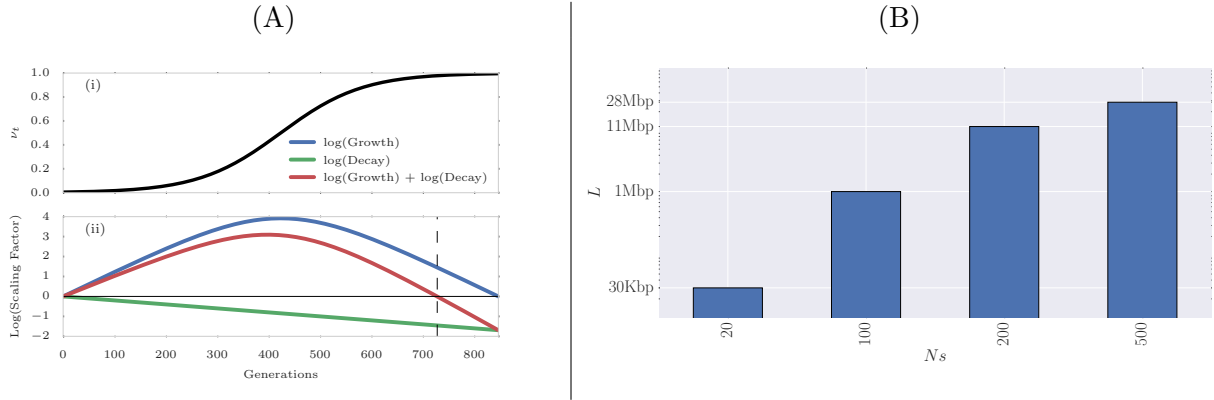 (A)
(i)
1.0
0.8
0.6
0.4
0.2
0.0
ν_t
log(Growth)
log(Decay)
log(Growth) + log(Decay)
(ii)
4
3
2
1
0
−1
−2
Log(Scaling Factor)
0 100 200 300 400 500 600 700 800
Generations
(B)
28Mbp
11Mbp
1Mbp
30Kbp
L
20 100 200 500
Ns